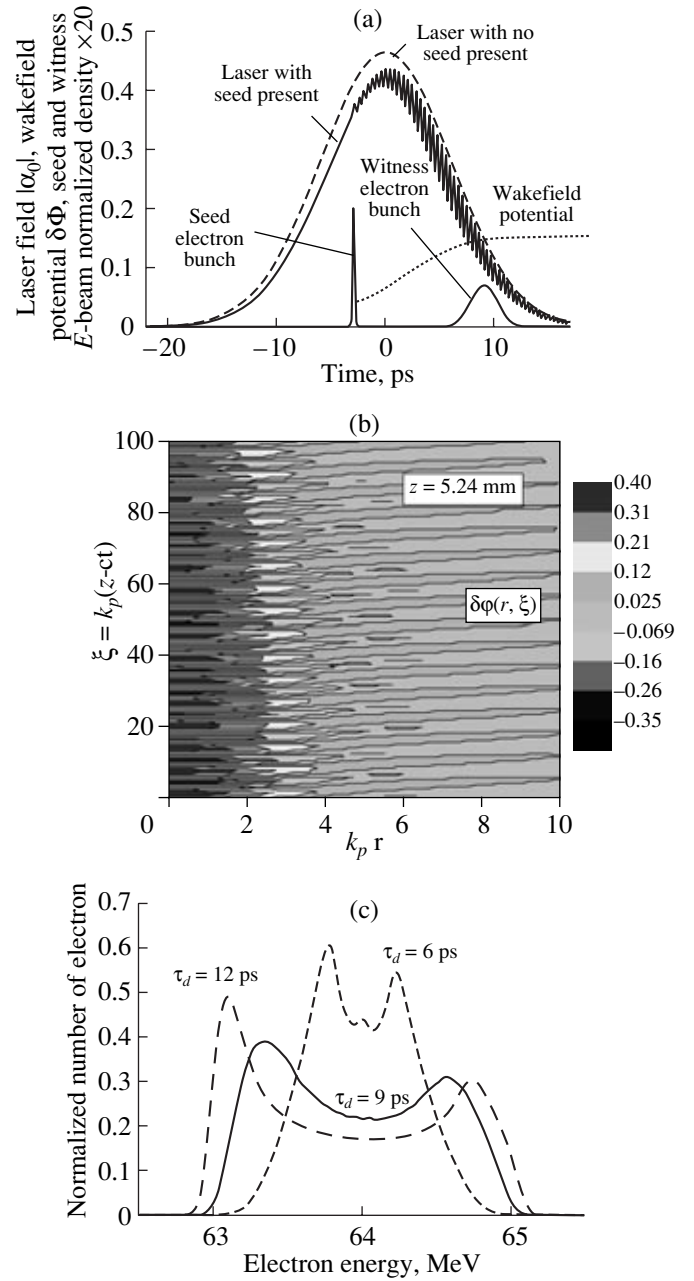 (a)
Laser field |α₀|, wakefield
potential δΦ, seed and witness
E-beam normalized density ×20
0.5
0.4
0.3
0.2
0.1
0
Laser with no
seed present
Laser with
seed present
Witness
electron
bunch
Wakefield
potential
Seed
electron
bunch
−20
−10
0
10
Time, ps
(b)
ξ = k_p(z-ct)
100
80
60
40
20
0
z = 5.24 mm
δφ(r, ξ)
2
4
6
8
10
k_p r
0.40
0.31
0.21
0.12
0.025
−0.069
−0.16
−0.26
−0.35
(c)
Normalized number of electron
0.7
0.6
0.5
0.4
0.3
0.2
0.1
0
τ_d = 12 ps
τ_d = 6 ps
τ_d = 9 ps
63
64
65
Electron energy, MeV